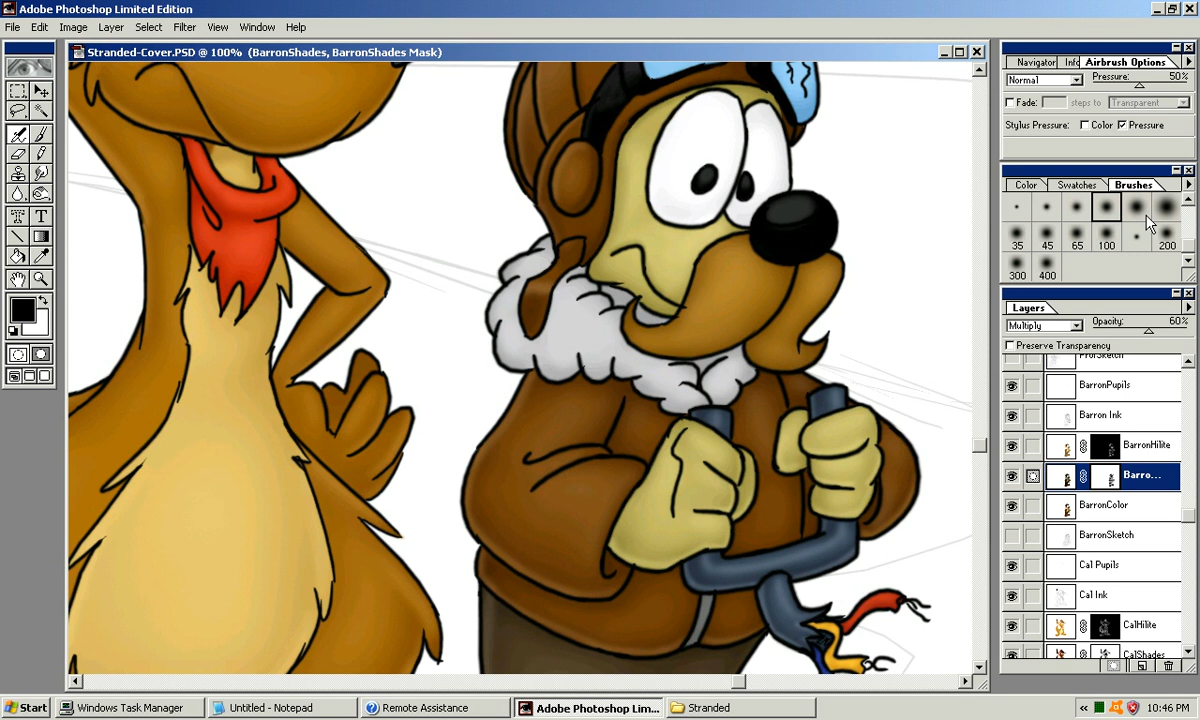 Adobe Photoshop Limited Edition
File Edit Image Layer Select Filter View Window Help
Stranded-Cover.PSD @ 100% (BarronShades, BarronShades Mask)
Navigator Info Airbrush Options
Normal Pressure: 50%
Fade: steps to Transparent
Stylus Pressure: Color Pressure
Color Swatches Brushes
35 45 65 100 200
300 400
Layers
Multiply Opacity: 60%
Preserve Transparency
BarronPupils
Barron Ink
BarronHilite
Barro...
BarronColor
BarronSketch
Cal Pupils
Cal Ink
CalHilite
CalShades
Start Windows Task Manager Untitled - Notepad Remote Assistance Adobe Photoshop Lim... Stranded 10:46 PM